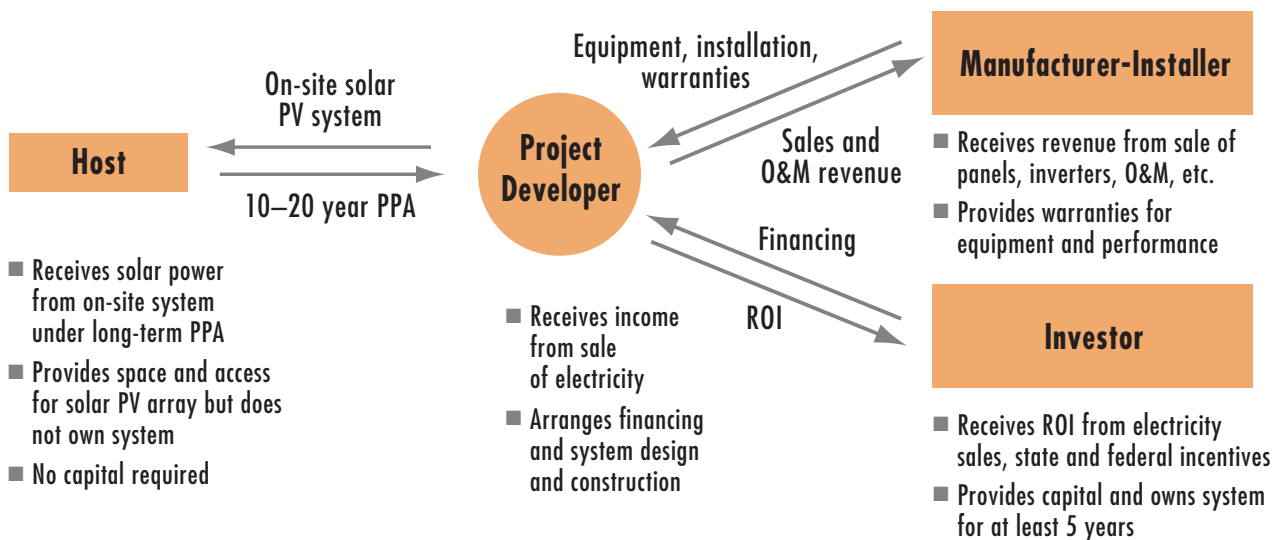 On-site solar
PV system
Host
10–20 year PPA
■ Receives solar power
from on-site system
under long-term PPA
■ Provides space and access
for solar PV array but does
not own system
■ No capital required
Project
Developer
■ Receives income
from sale
of electricity
■ Arranges financing
and system design
and construction
Equipment, installation,
warranties
Sales and
O&M revenue
Financing
ROI
Manufacturer-Installer
■ Receives revenue from sale of
panels, inverters, O&M, etc.
■ Provides warranties for
equipment and performance
Investor
■ Receives ROI from electricity
sales, state and federal incentives
■ Provides capital and owns system
for at least 5 years